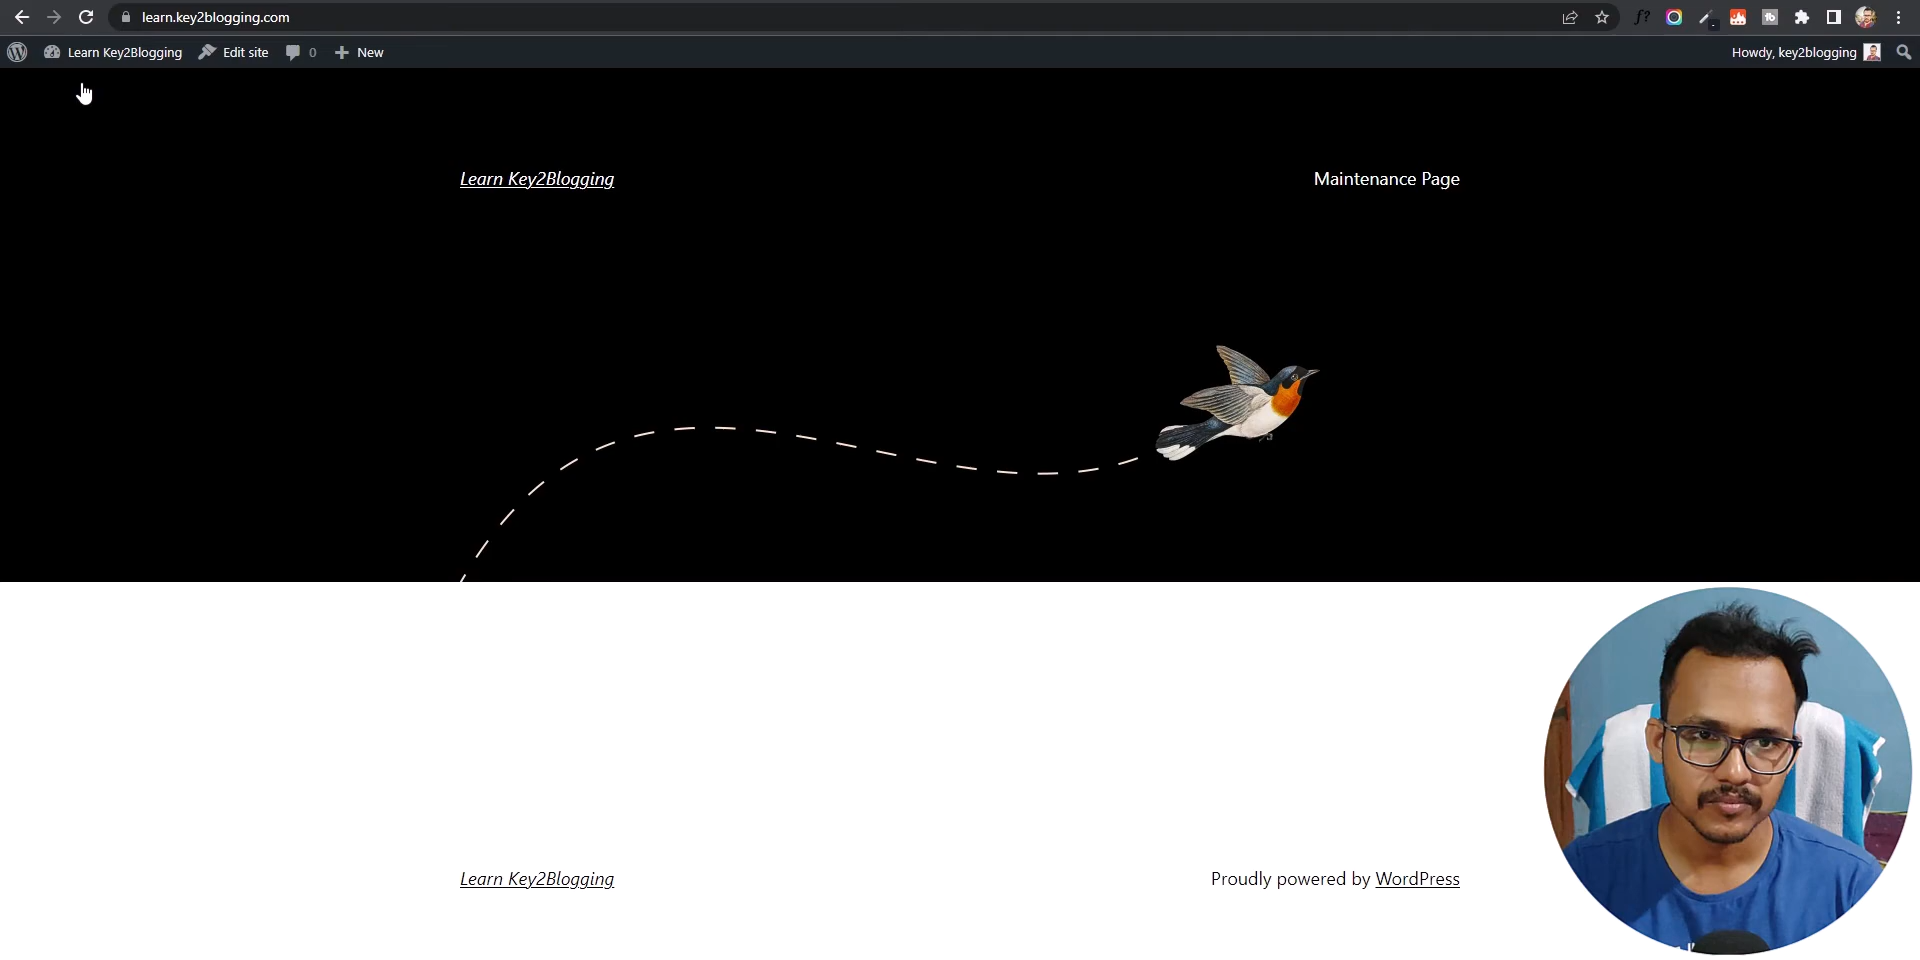 learn.key2blogging.com
Learn Key2Blogging Edit site 0 New Howdy, key2blogging
Learn Key2Blogging Maintenance Page
Learn Key2Blogging Proudly powered by WordPress